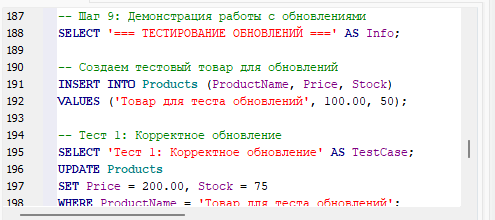 187 -- Шаг 9: Демонстрация работы с обновлениями
188 SELECT '=== ТЕСТИРОВАНИЕ ОБНОВЛЕНИЙ ===' AS Info;
189
190 -- Создаем тестовый товар для обновлений
191 INSERT INTO Products (ProductName, Price, Stock)
192 VALUES ('Товар для теста обновлений', 100.00, 50);
193
194 -- Тест 1: Корректное обновление
195 SELECT 'Тест 1: Корректное обновление' AS TestCase;
196 UPDATE Products
197 SET Price = 200.00, Stock = 75
198 WHERE ProductName = 'Товар для теста обновлений';